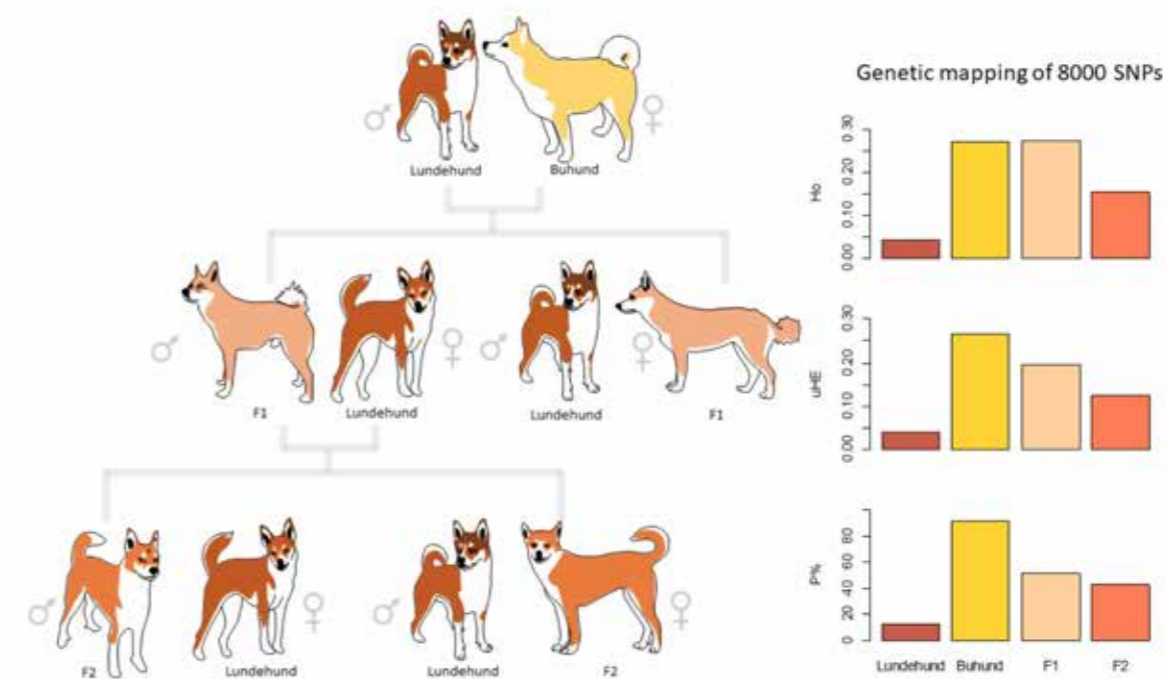 Lundehund
Buhund
F1
Lundehund
Lundehund
F1
F2
Lundehund
Lundehund
F2
Genetic mapping of 8000 SNPs
Ho
0.00 0.10 0.20 0.30
uHE
0.00 0.10 0.20 0.30
P%
0 20 40 60 80
Lundehund Buhund F1 F2